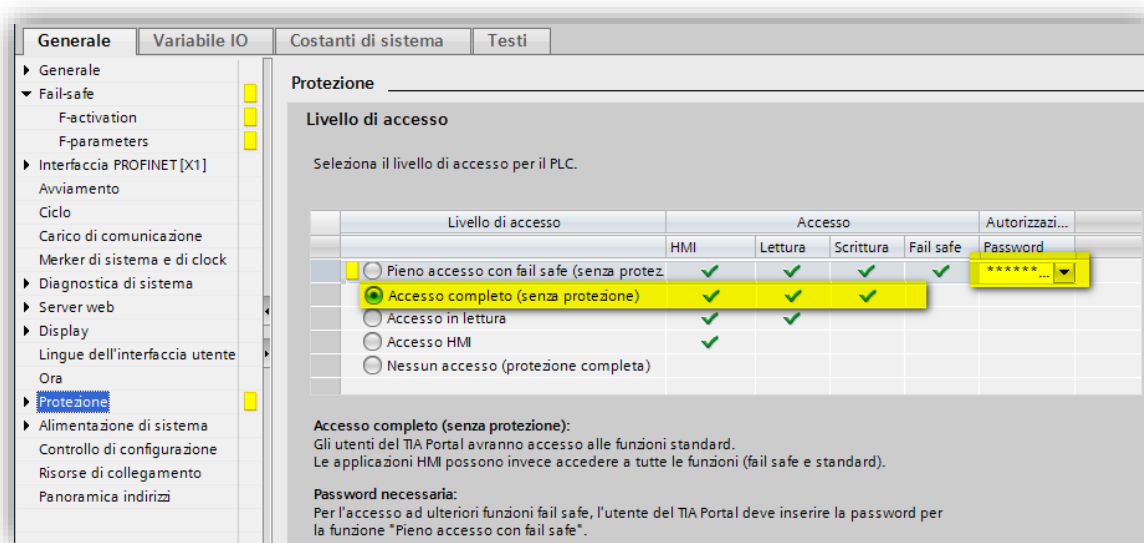 Generale Variabile IO Costanti di sistema Testi
Generale
Fail-safe
F-activation
F-parameters
Interfaccia PROFINET [X1]
Avviamento
Ciclo
Carico di comunicazione
Merker di sistema e di clock
Diagnostica di sistema
Server web
Display
Lingue dell'interfaccia utente
Ora
Protezione
Alimentazione di sistema
Controllo di configurazione
Risorse di collegamento
Panoramica indirizzi
Protezione
Livello di accesso
Seleziona il livello di accesso per il PLC.
Livello di accesso Accesso Autorizzazi...
HMI Lettura Scrittura Fail safe Password
Pieno accesso con fail safe (senza protez. ******...
Accesso completo (senza protezione)
Accesso in lettura
Accesso HMI
Nessun accesso (protezione completa)
Accesso completo (senza protezione):
Gli utenti del TIA Portal avranno accesso alle funzioni standard.
Le applicazioni HMI possono invece accedere a tutte le funzioni (fail safe e standard).
Password necessaria:
Per l'accesso ad ulteriori funzioni fail safe, l'utente del TIA Portal deve inserire la password per
la funzione "Pieno accesso con fail safe".